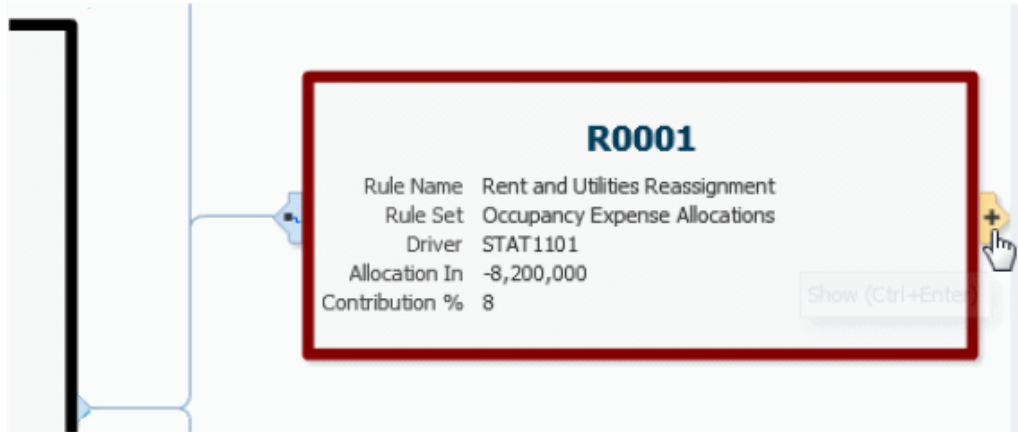 R0001
Rule Name Rent and Utilities Reassignment
Rule Set Occupancy Expense Allocations
Driver STAT1101
Allocation In -8,200,000
Contribution % 8
Show (Ctrl+Enter)